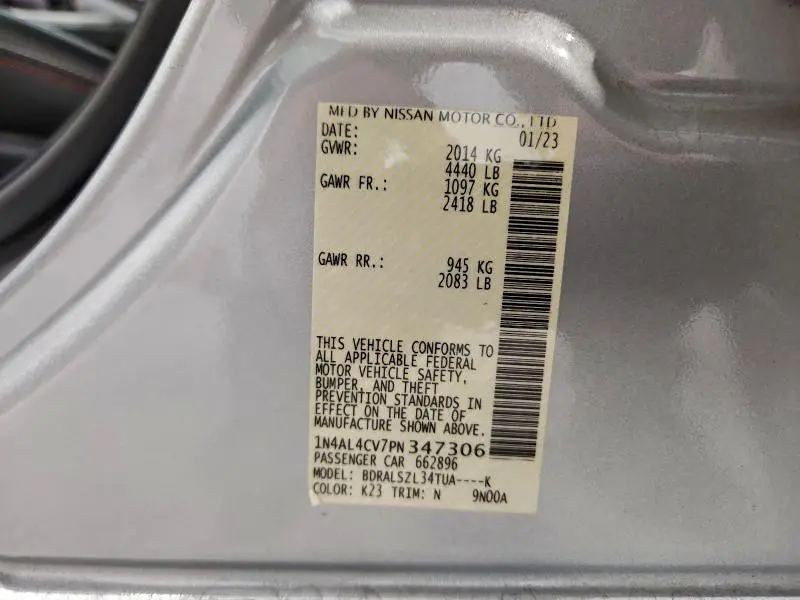 MFD BY NISSAN MOTOR CO., LTD
DATE: 01/23
GVWR: 2014 KG
4440 LB
GAWR FR.: 1097 KG
2418 LB
GAWR RR.: 945 KG
2083 LB
THIS VEHICLE CONFORMS TO
ALL APPLICABLE FEDERAL
MOTOR VEHICLE SAFETY,
BUMPER, AND THEFT
PREVENTION STANDARDS IN
EFFECT ON THE DATE OF
MANUFACTURE SHOWN ABOVE.
1N4AL4CV7PN347306
PASSENGER CAR 662896
MODEL: BDRALSZL34TUA----K
COLOR: K23 TRIM: N 9N00A